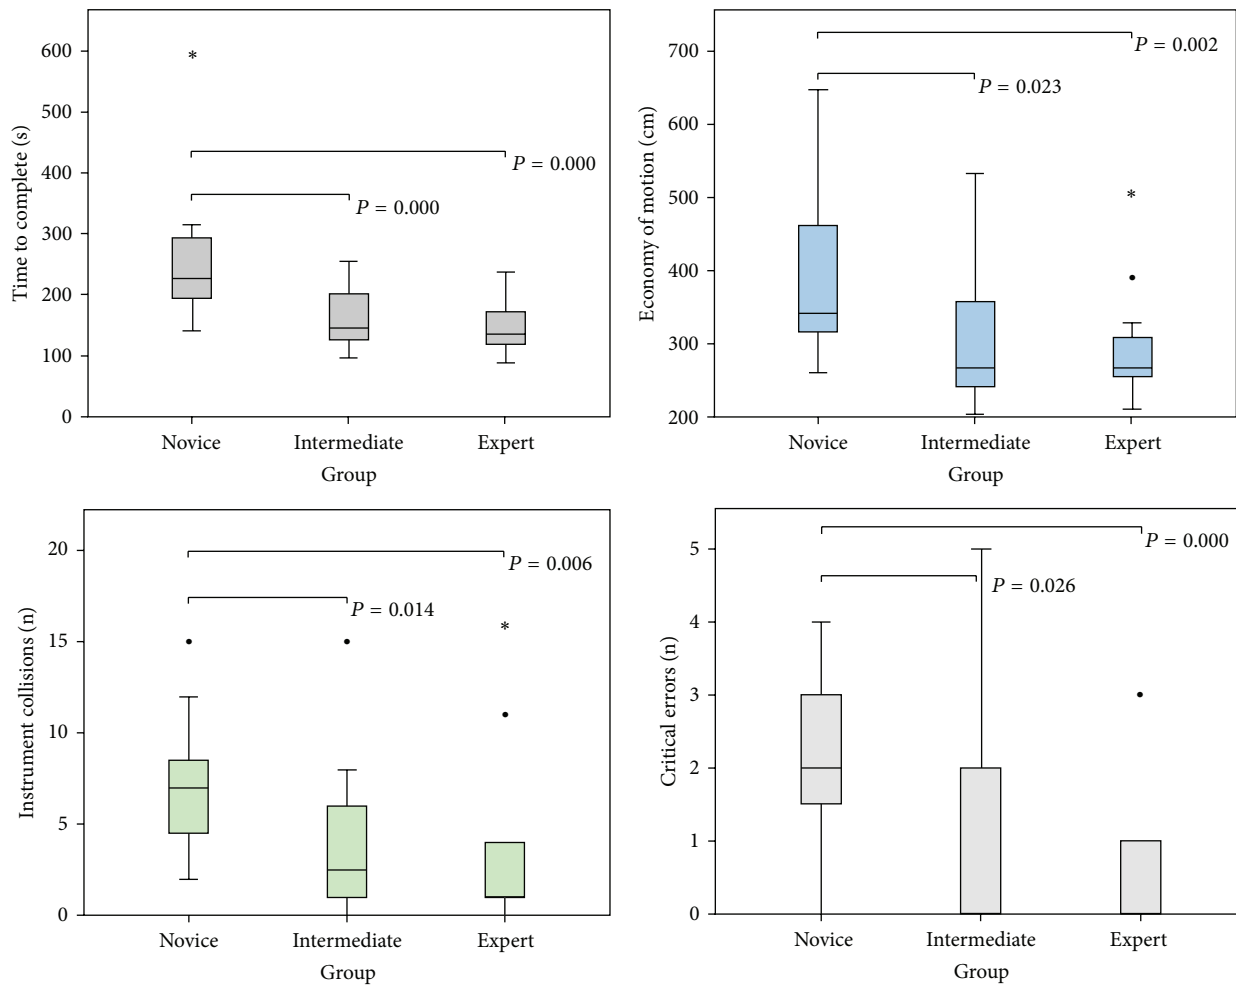 Time to complete (s)
600
500
400
300
200
100
0
*
P = 0.000
P = 0.000
Novice Intermediate Expert
Group
Economy of motion (cm)
700
600
500
400
300
200
P = 0.002
P = 0.023
*
Novice Intermediate Expert
Group
Instrument collisions (n)
20
15
10
5
0
P = 0.006
P = 0.014
*
Novice Intermediate Expert
Group
Critical errors (n)
5
4
3
2
1
0
P = 0.000
P = 0.026
Novice Intermediate Expert
Group